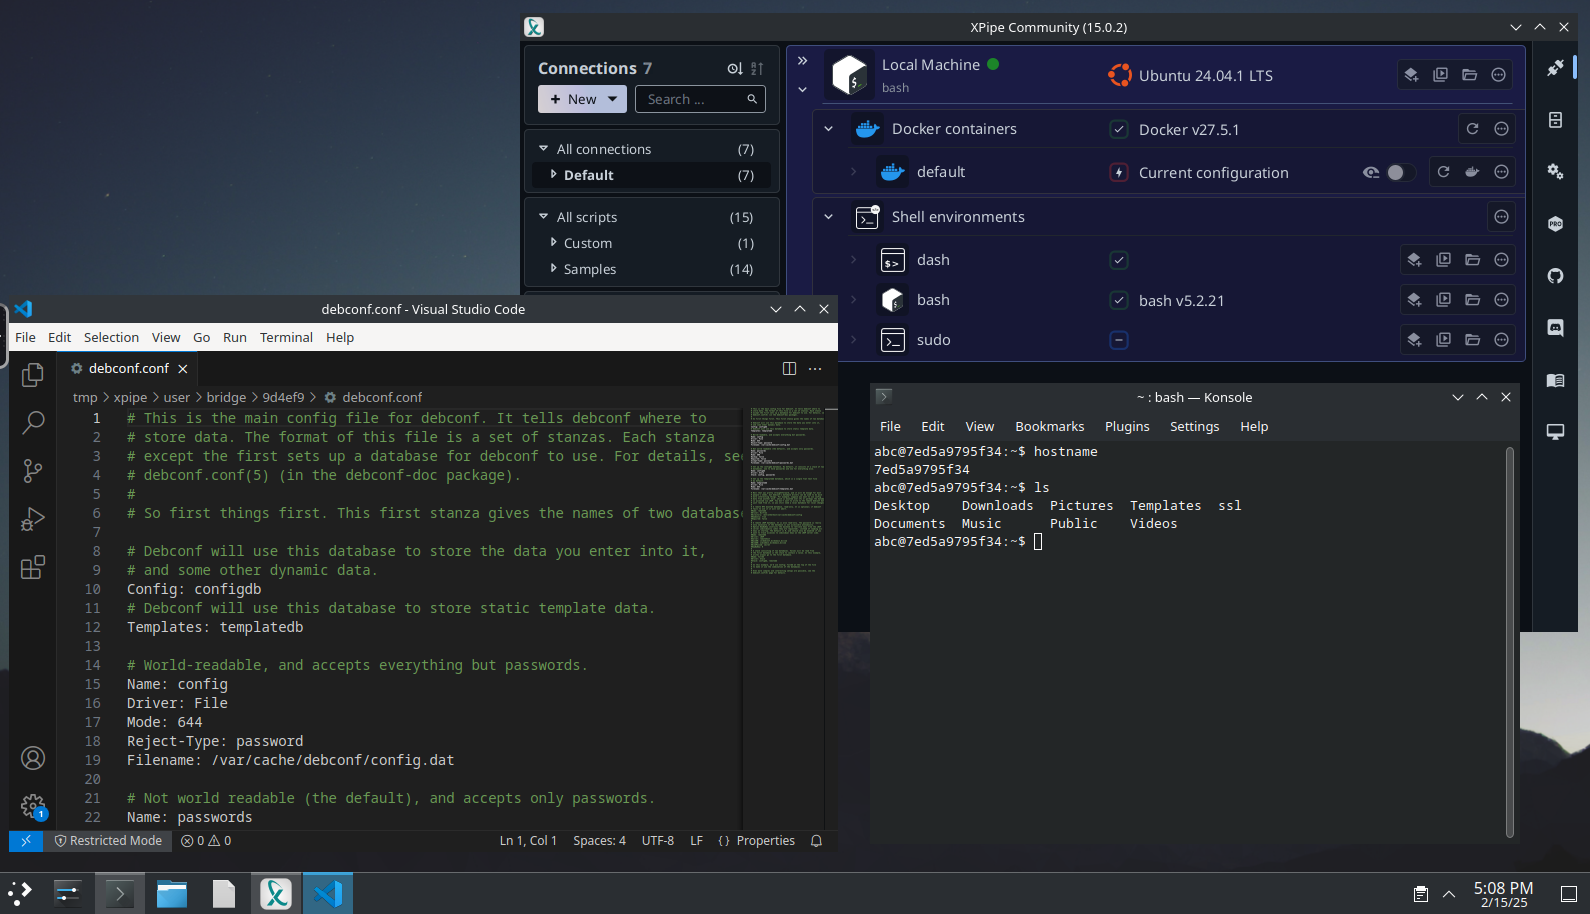 XPipe Community (15.0.2)
Connections 7
New
Search ...
All connections (7)
Default (7)
All scripts (15)
Custom (1)
Samples (14)
Local Machine
bash
Ubuntu 24.04.1 LTS
Docker containers
Docker v27.5.1
default
Current configuration
Shell environments
dash
bash
bash v5.2.21
sudo
PRO
debconf.conf - Visual Studio Code
File Edit Selection View Go Run Terminal Help
debconf.conf
tmp > xpipe > user > bridge > 9d4ef9 > debconf.conf
1 # This is the main config file for debconf. It tells debconf where to
2 # store data. The format of this file is a set of stanzas. Each stanza
3 # except the first sets up a database for debconf to use. For details, se
4 # debconf.conf(5) (in the debconf-doc package).
5 #
6 # So first things first. This first stanza gives the names of two databas
7
8 # Debconf will use this database to store the data you enter into it,
9 # and some other dynamic data.
10 Config: configdb
11 # Debconf will use this database to store static template data.
12 Templates: templatedb
13
14 # World-readable, and accepts everything but passwords.
15 Name: config
16 Driver: File
17 Mode: 644
18 Reject-Type: password
19 Filename: /var/cache/debconf/config.dat
20
21 # Not world readable (the default), and accepts only passwords.
22 Name: passwords
1
Restricted Mode 0 0 Ln 1, Col 1 Spaces: 4 UTF-8 LF { } Properties
~ : bash — Konsole
File Edit View Bookmarks Plugins Settings Help
abc@7ed5a9795f34:~$ hostname
7ed5a9795f34
abc@7ed5a9795f34:~$ ls
Desktop Downloads Pictures Templates ssl
Documents Music Public Videos
abc@7ed5a9795f34:~$
5:08 PM
2/15/25